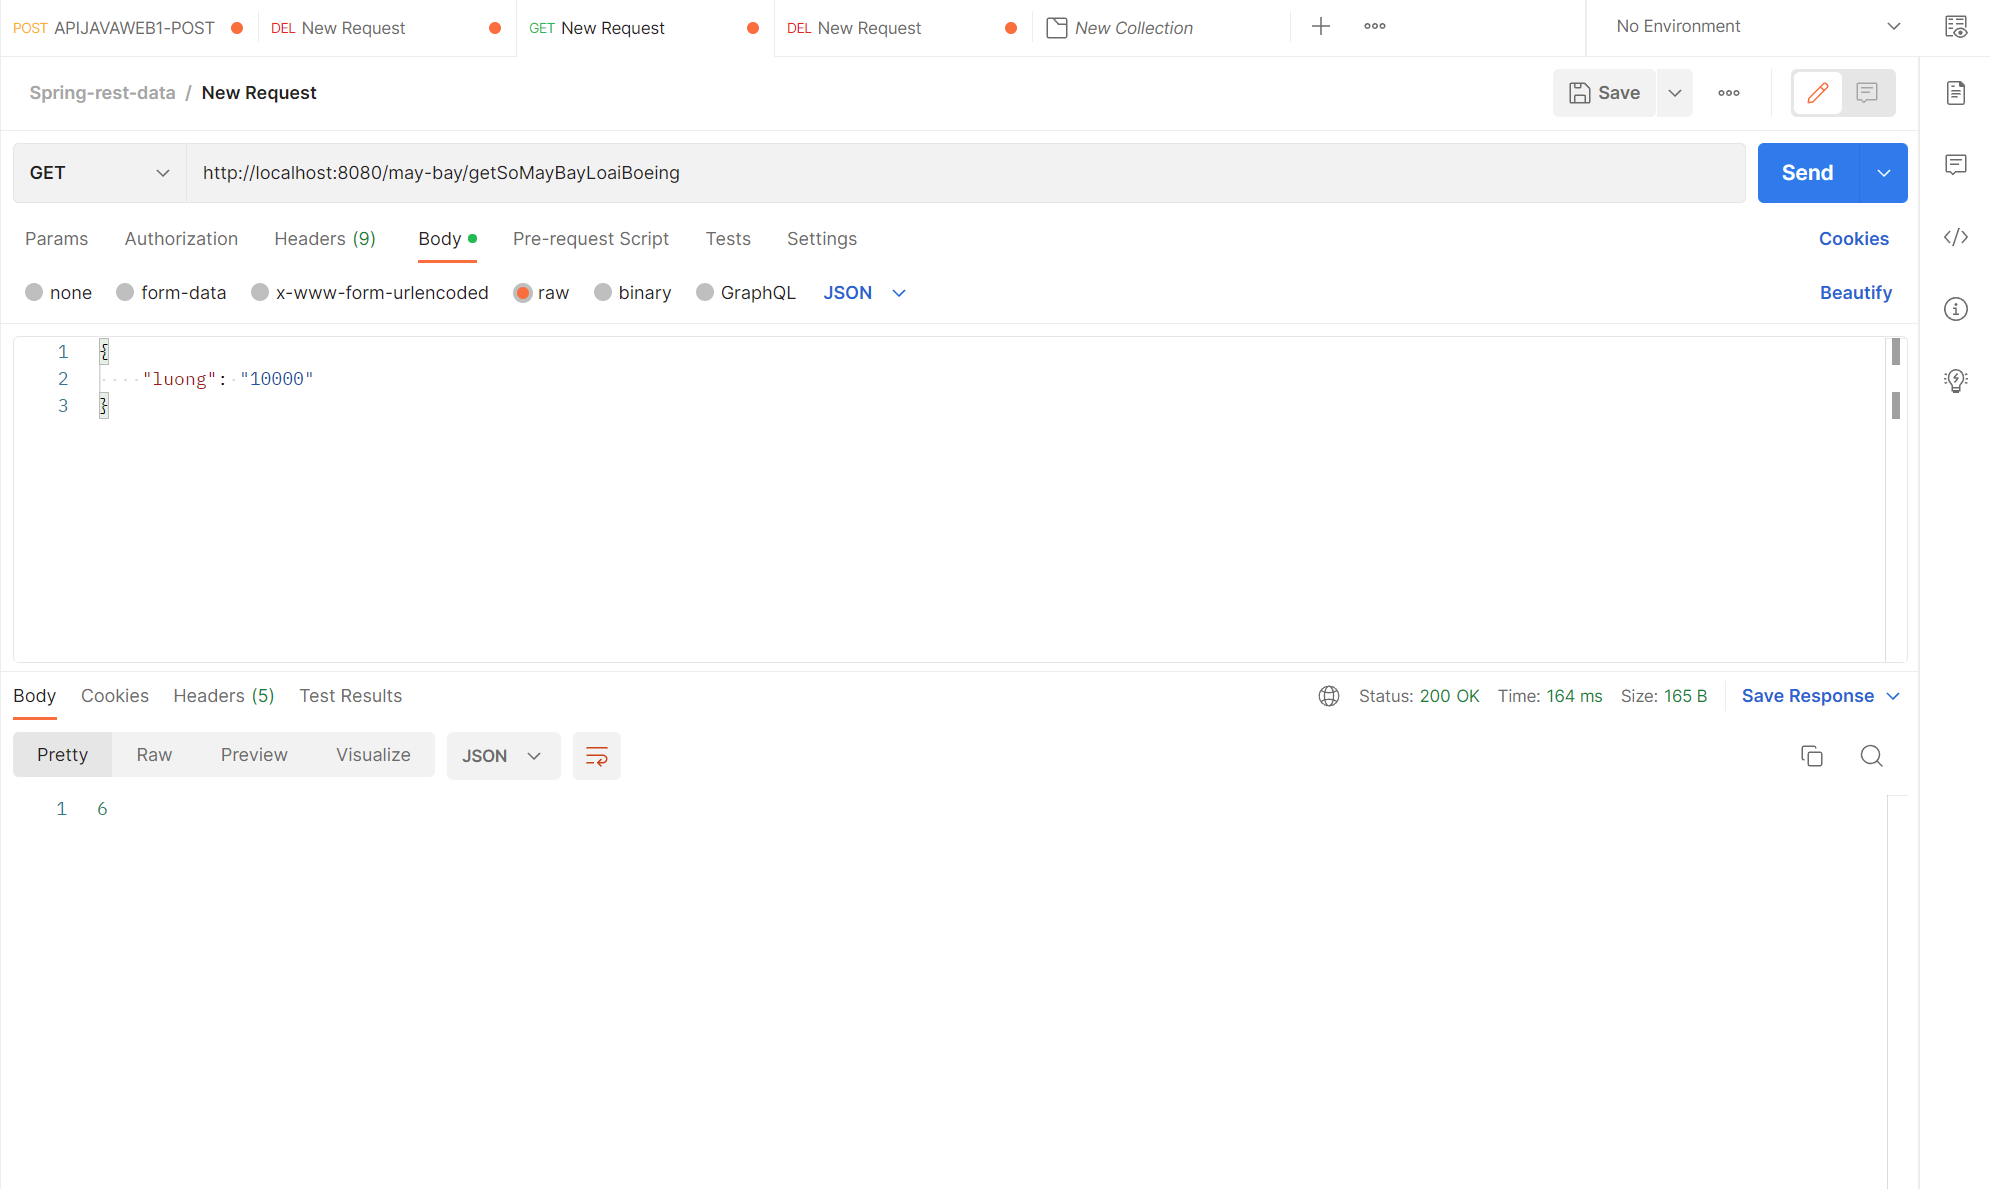 POST APIJAVAWEB1-POST DEL New Request GET New Request DEL New Request New Collection No Environment
Spring-rest-data / New Request Save
GET http://localhost:8080/may-bay/getSoMayBayLoaiBoeing Send
Params Authorization Headers (9) Body Pre-request Script Tests Settings Cookies
none form-data x-www-form-urlencoded raw binary GraphQL JSON Beautify
1 {
2 "luong": "10000"
3 }
Body Cookies Headers (5) Test Results Status: 200 OK Time: 164 ms Size: 165 B Save Response
Pretty Raw Preview Visualize JSON
1 6